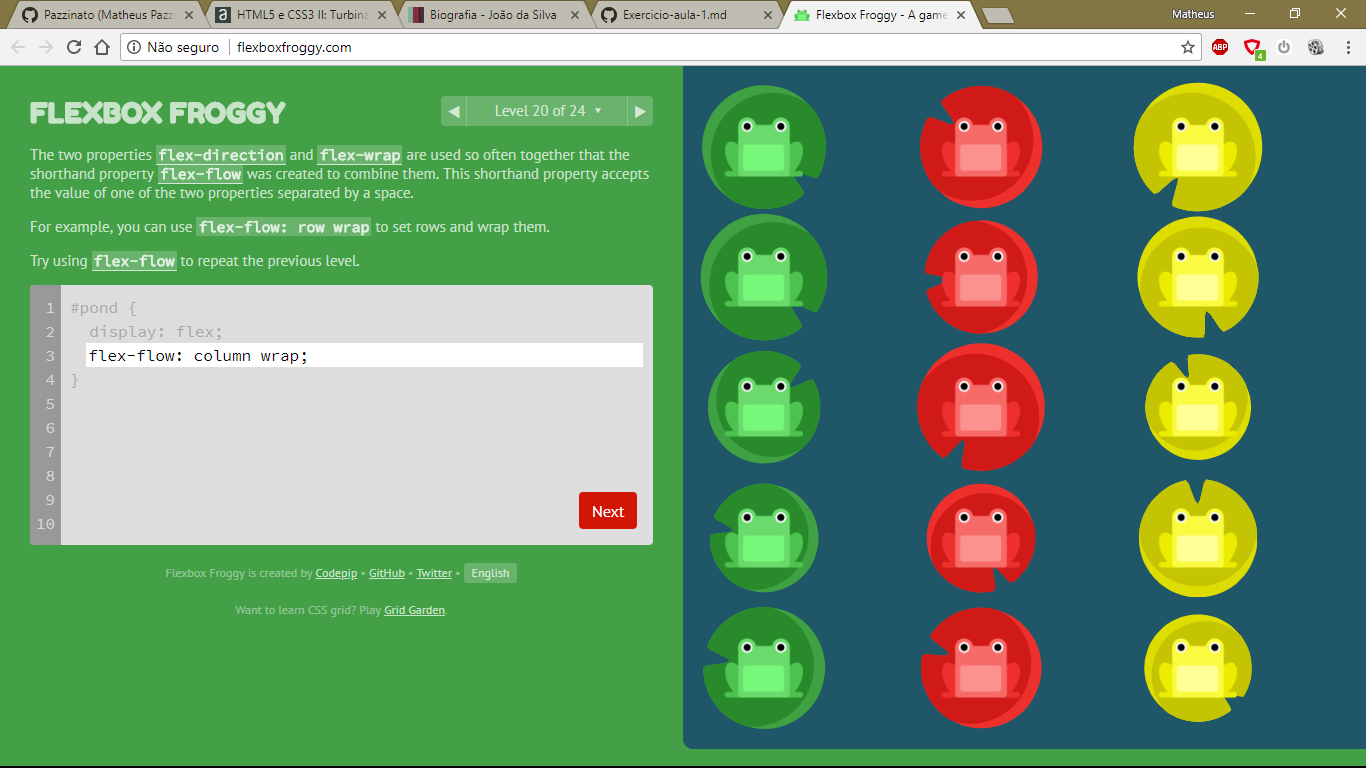 Pazzinato (Matheus Pazz
HTML5 e CSS3 II: Turbina
Biografia - João da Silva
Exercicio-aula-1.md
Flexbox Froggy - A game
Matheus
Não seguro
flexboxfroggy.com
ABP
4
FLEXBOX FROGGY
Level 20 of 24
The two properties flex-direction and flex-wrap are used so often together that the
shorthand property flex-flow was created to combine them. This shorthand property accepts
the value of one of the two properties separated by a space.
For example, you can use flex-flow: row wrap to set rows and wrap them.
Try using flex-flow to repeat the previous level.
1 #pond {
2 display: flex;
3 flex-flow: column wrap;
4 }
5
6
7
8
9
10
Next
Flexbox Froggy is created by Codepip • GitHub • Twitter • English
Want to learn CSS grid? Play Grid Garden